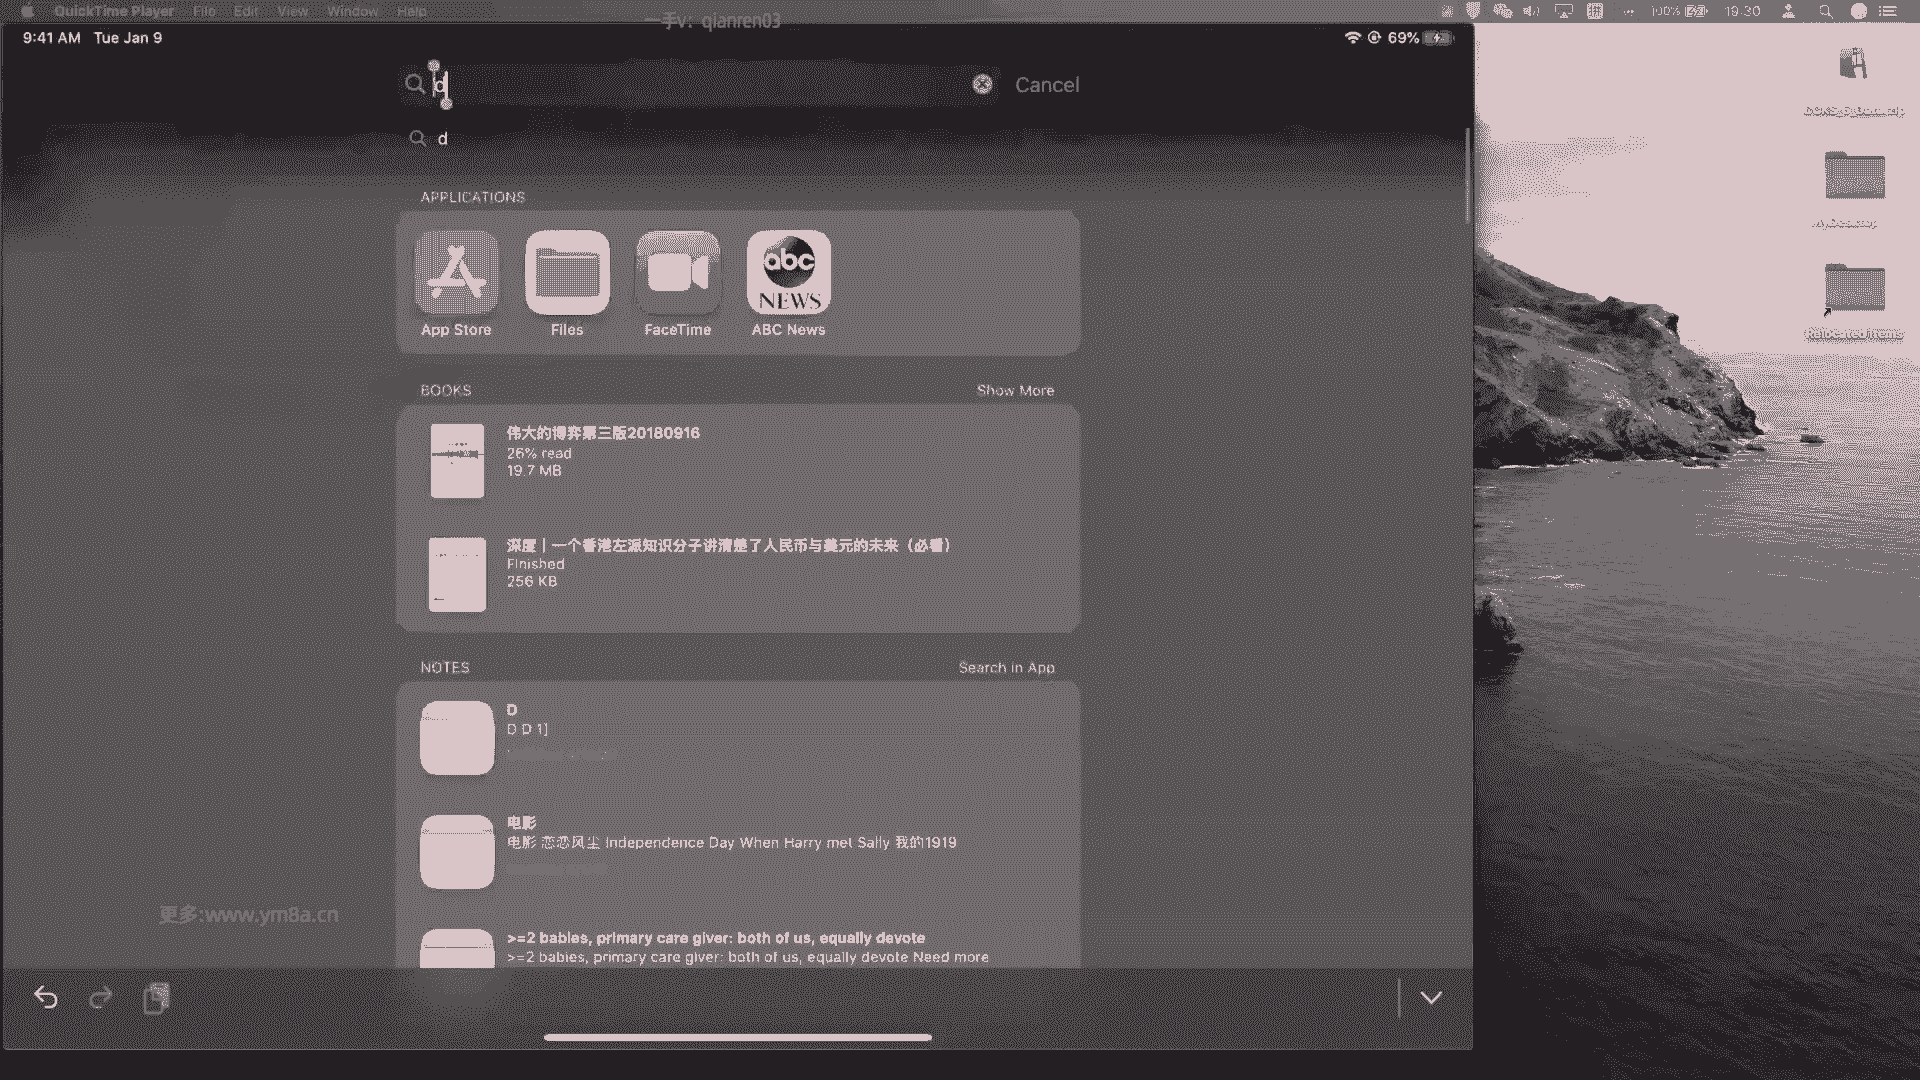 QuickTime Player File Edit View Window Help
一手v：qianren03
100% 19:30
9:41 AM Tue Jan 9
69%
d
Cancel
d
APPLICATIONS
App Store
Files
FaceTime
abc NEWS
ABC News
BOOKS
Show More
伟大的博弈第三版20180916
26% read
19.7 MB
深度｜一个香港左派知识分子讲清楚了人民币与美元的未来（必看）
Finished
256 KB
NOTES
Search in App
D
D D 1]
电影
电影 恋恋风尘 Independence Day When Harry met Sally 我的1919
>=2 babies, primary care giver: both of us, equally devote
>=2 babies, primary care giver: both of us, equally devote Need more
更多:www.ym8a.cn
Relocated Items